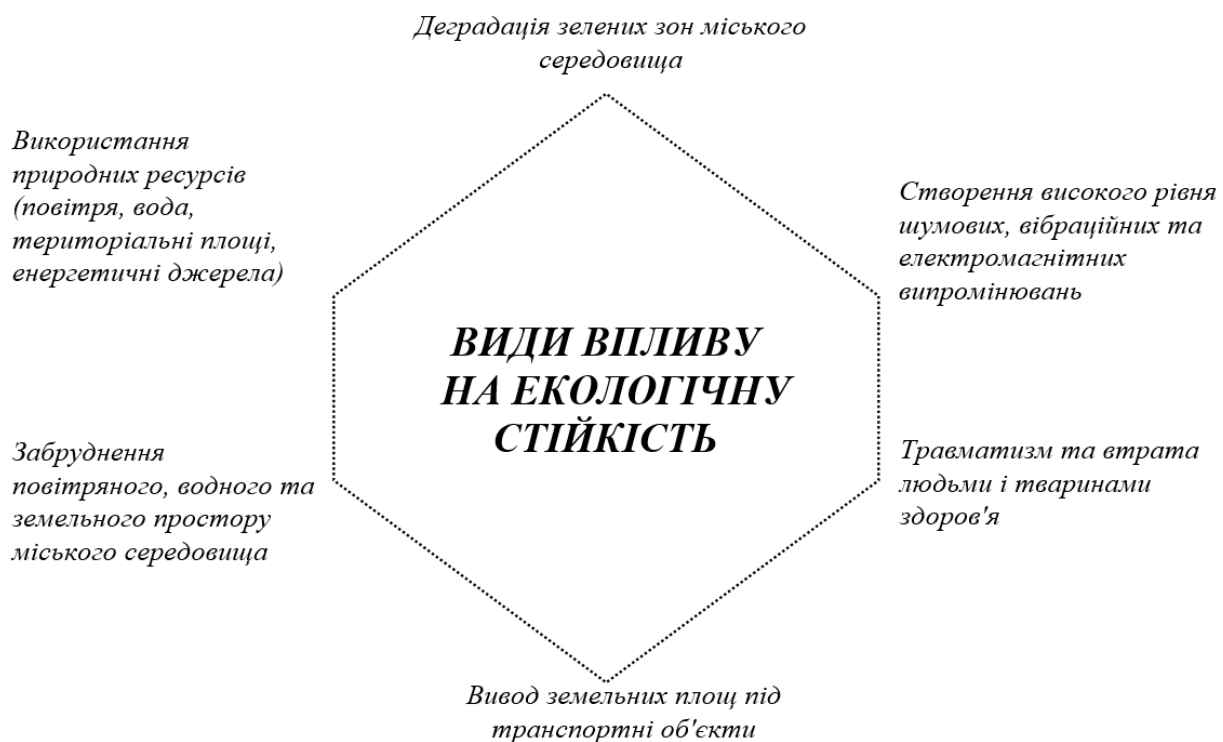 Деградація зелених зон міського
середовища
Використання
природних ресурсів
(повітря, вода,
територіальні площі,
енергетичні джерела)
Створення високого рівня
шумових, вібраційних та
електромагнітних
випромінювань
ВИДИ ВПЛИВУ
НА ЕКОЛОГІЧНУ
СТІЙКІСТЬ
Забруднення
повітряного, водного та
земельного простору
міського середовища
Травматизм та втрата
людьми і тваринами
здоров'я
Вивод земельних площ під
транспортні об'єкти